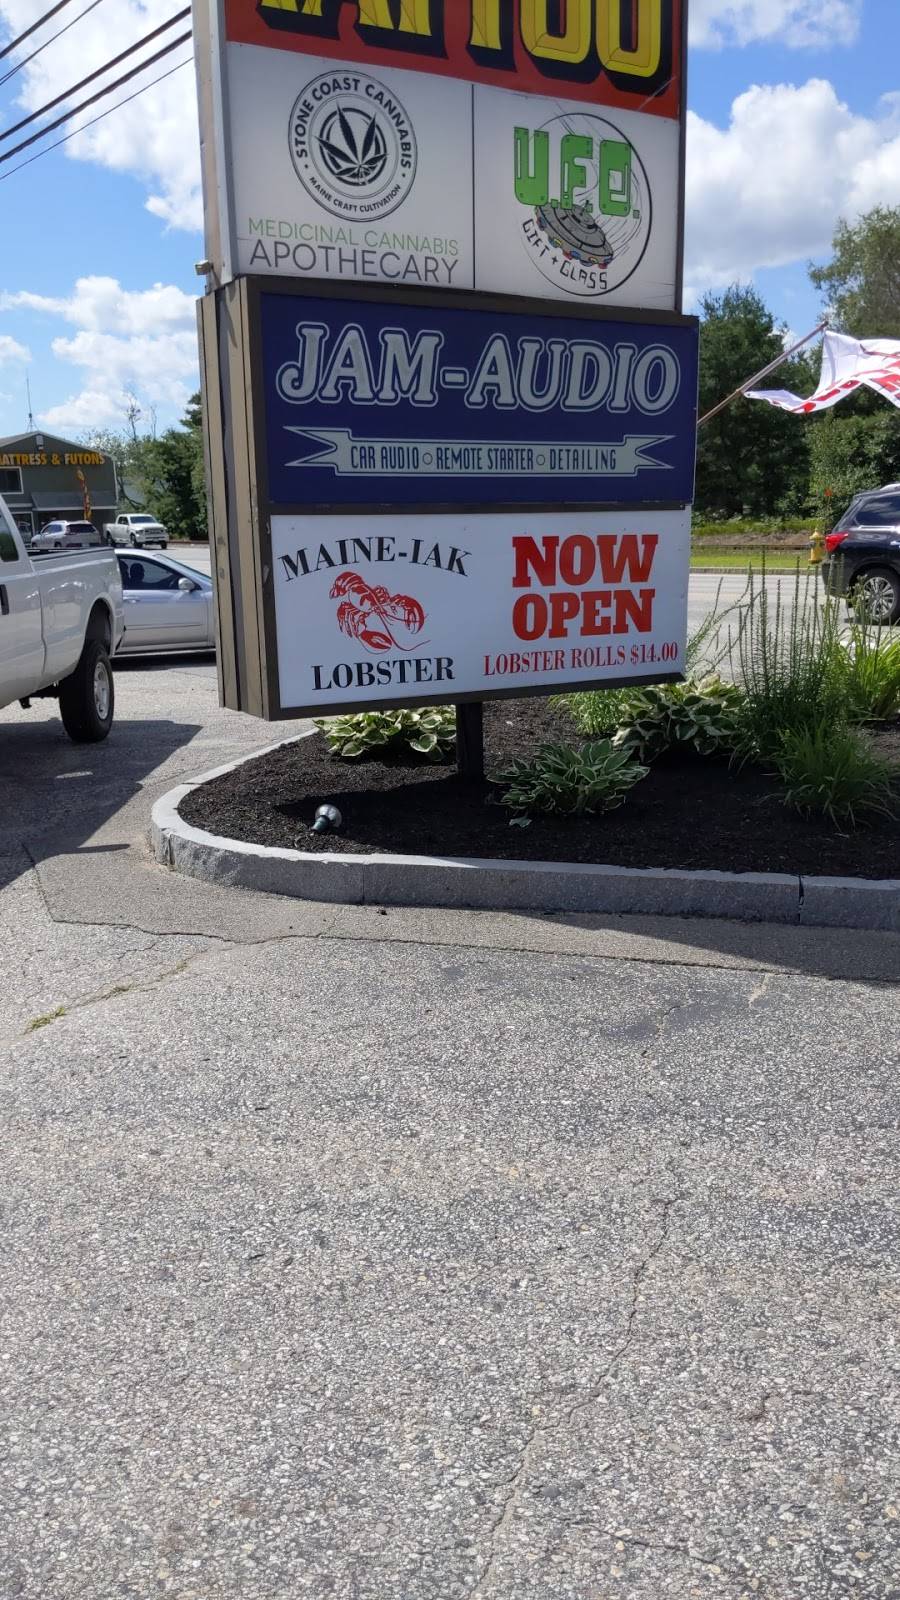 TATTOO
STONE COAST CANNABIS
MAINE CRAFT CULTIVATION
MEDICINAL CANNABIS
APOTHECARY
U.F.O.
GIFT + GLASS
JAM-AUDIO
CAR AUDIO ○ REMOTE STARTER ○ DETAILING
MATTRESS & FUTONS
MAINE-IAK
LOBSTER
NOW
OPEN
LOBSTER ROLLS $14.00